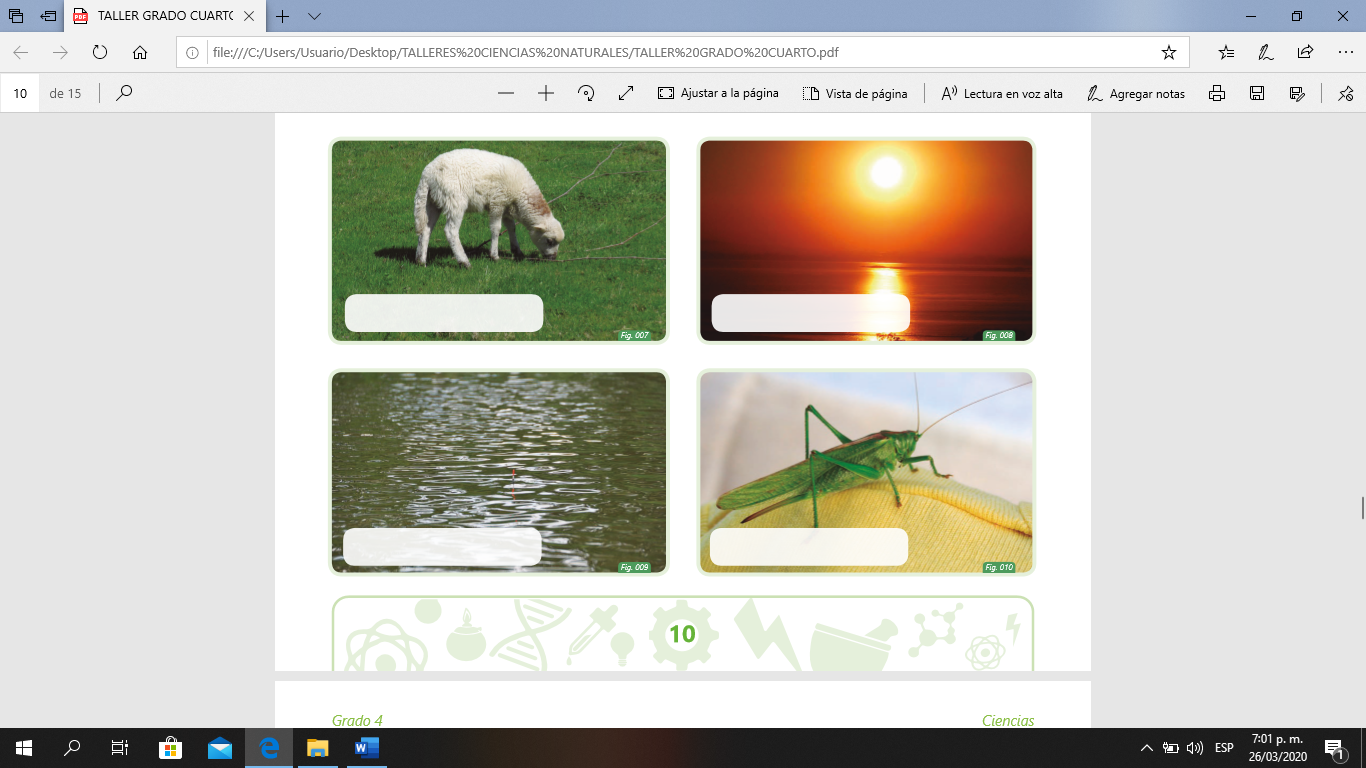 TALLER GRADO CUARTO
file:///C:/Users/Usuario/Desktop/TALLERES%20CIENCIAS%20NATURALES/TALLER%20GRADO%20CUARTO.pdf
10 de 15
Ajustar a la página
Vista de página
Lectura en voz alta
Agregar notas
Fig. 007
Fig. 008
Fig. 009
Fig. 010
10
Grado 4
Ciencias
ESP
7:01 p. m.
26/03/2020
1